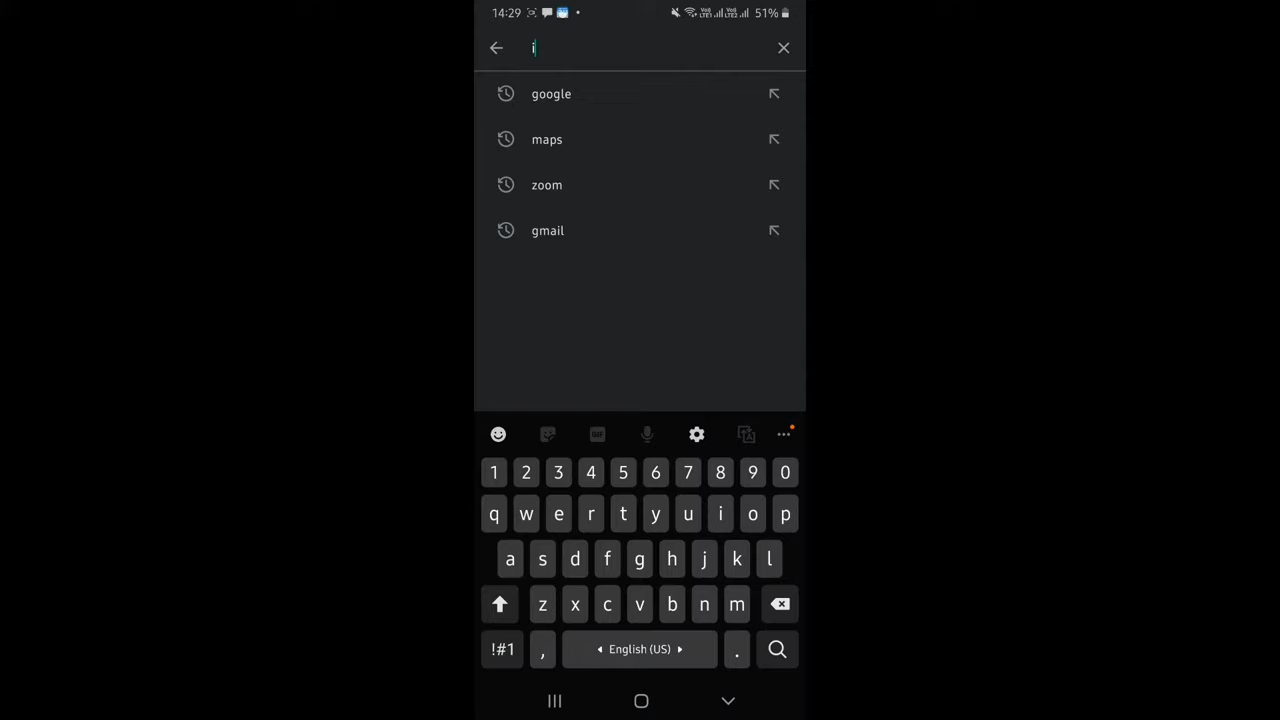 14:29 51%
i
google
maps
zoom
gmail
GIF
1 2 3 4 5 6 7 8 9 0
q w e r t y u i o p
a s d f g h j k l
z x c v b n m
!#1 , English (US) .